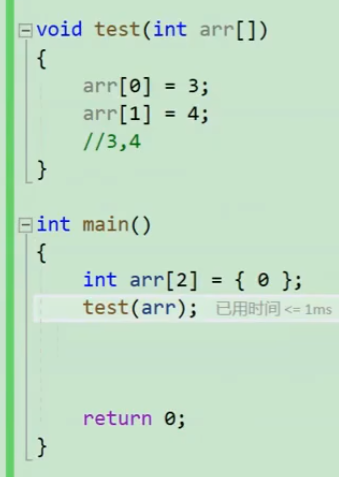 void test(int arr[])
{
    arr[0] = 3;
    arr[1] = 4;
    //3,4
}
int main()
{
    int arr[2] = { 0 };
    test(arr); 已用时间 <= 1ms
    return 0;
}